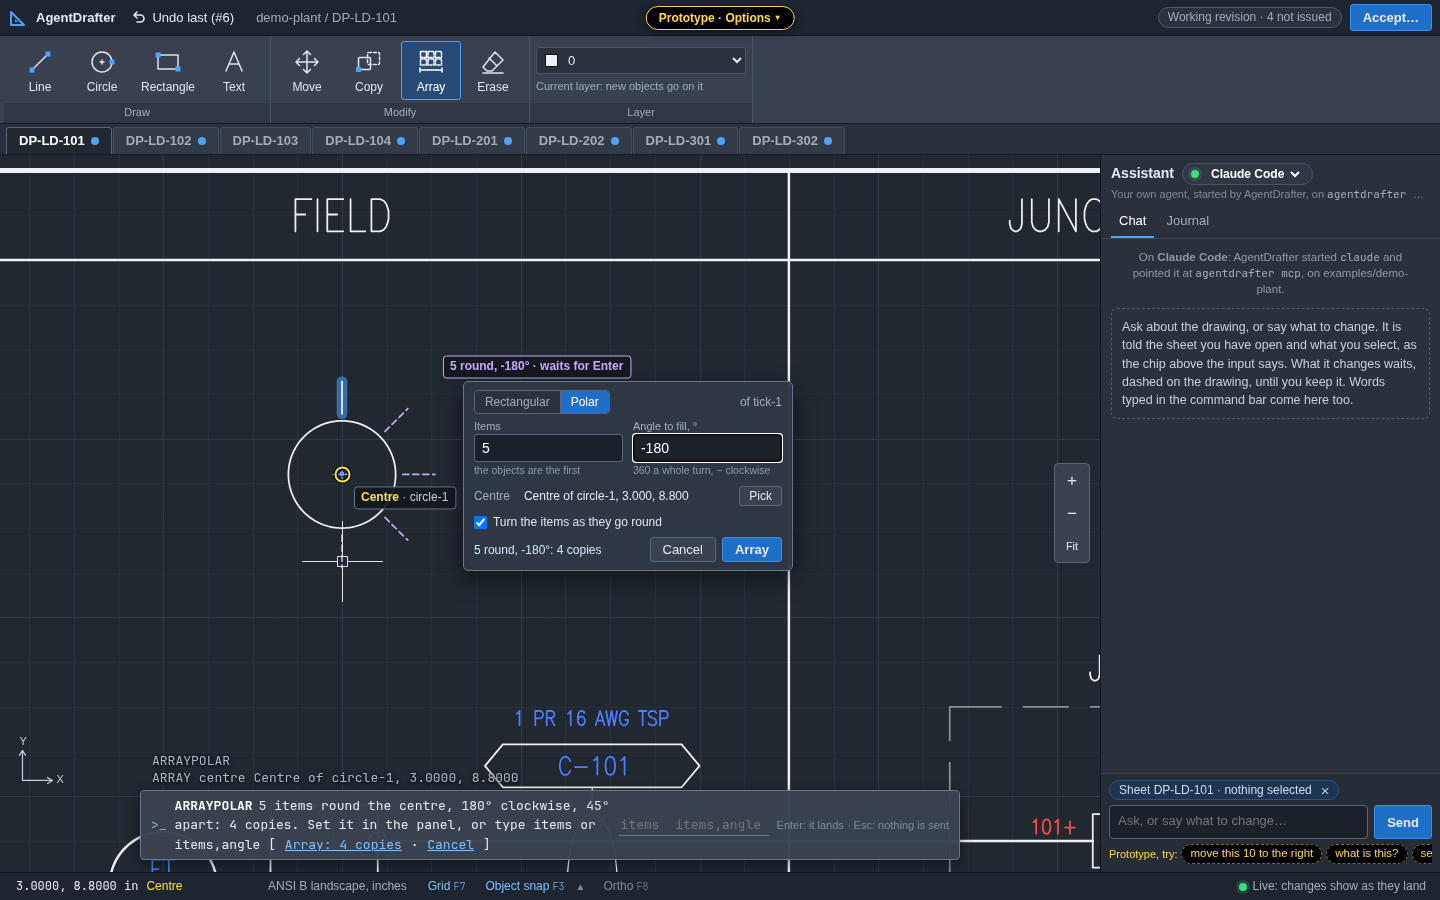 AgentDrafter
Undo last (#6)
demo-plant / DP-LD-101
Prototype · Options ▾
Working revision · 4 not issued
Accept…
Line
Circle
Rectangle
Text
Move
Copy
Array
Erase
0
Current layer: new objects go on it
Draw
Modify
Layer
DP-LD-101
DP-LD-102
DP-LD-103
DP-LD-104
DP-LD-201
DP-LD-202
DP-LD-301
DP-LD-302
FIELD
JUNC
5 round, -180° · waits for Enter
Rectangular
Polar
of tick-1
Items
Angle to fill, °
5
-180
the objects are the first
360 a whole turn, − clockwise
Centre
Centre of circle-1, 3.000, 8.800
Pick
Turn the items as they go round
5 round, -180°: 4 copies
Cancel
Array
Centre · circle-1
+
−
Fit
1 PR 16 AWG TSP
C-101
101+
Y
X
ARRAYPOLAR
ARRAY centre Centre of circle-1, 3.0000, 8.8000
>_
ARRAYPOLAR 5 items round the centre, 180° clockwise, 45°
apart: 4 copies. Set it in the panel, or type items or
items,angle [ Array: 4 copies · Cancel ]
items items,angle
Enter: it lands · Esc: nothing is sent
Assistant
Claude Code
Your own agent, started by AgentDrafter, on agentdrafter …
Chat
Journal
On Claude Code: AgentDrafter started claude and
pointed it at agentdrafter mcp, on examples/demo-
plant.
Ask about the drawing, or say what to change. It is
told the sheet you have open and what you select, as
the chip above the input says. What it changes waits,
dashed on the drawing, until you keep it. Words
typed in the command bar come here too.
Sheet DP-LD-101 · nothing selected ×
Ask, or say what to change…
Send
Prototype, try:
move this 10 to the right
what is this?
se
3.0000, 8.8000 in Centre
ANSI B landscape, inches
Grid F7
Object snap F3
▲
Ortho F8
Live: changes show as they land